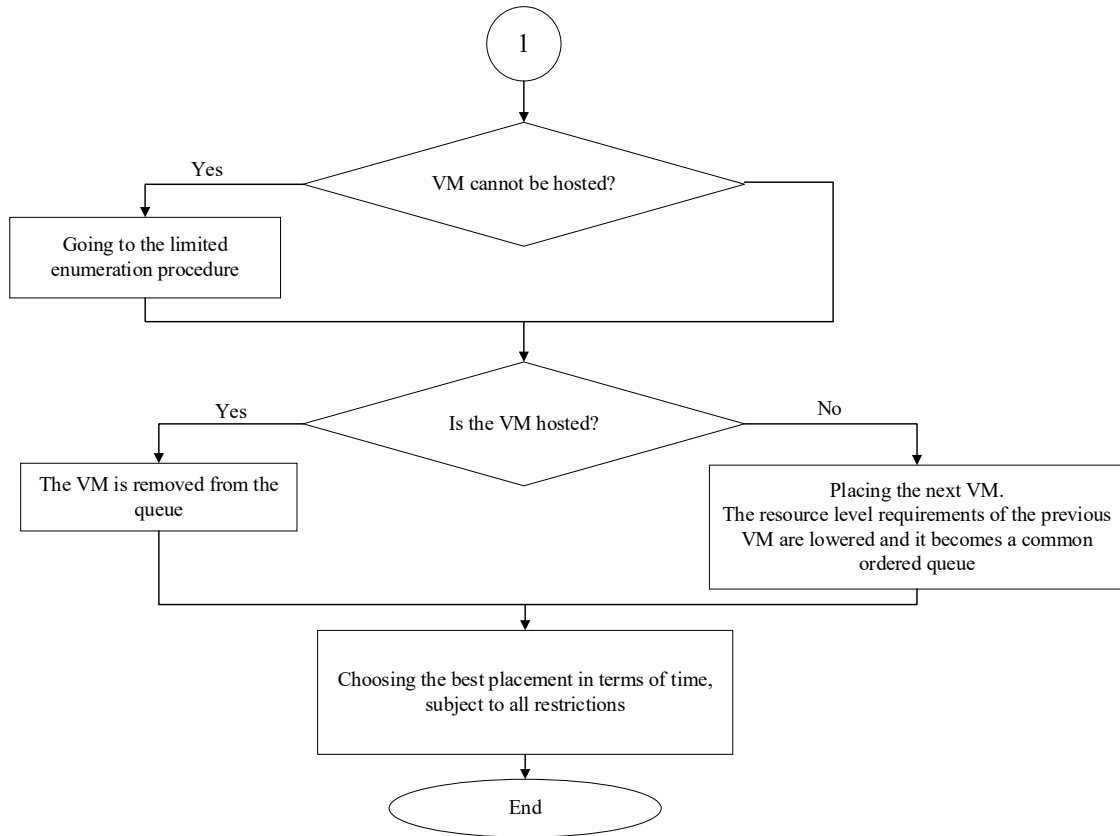 1
VM cannot be hosted?
Yes
Going to the limited
enumeration procedure
Is the VM hosted?
Yes
No
The VM is removed from the
queue
Placing the next VM.
The resource level requirements of the previous
VM are lowered and it becomes a common
ordered queue
Choosing the best placement in terms of time,
subject to all restrictions
End